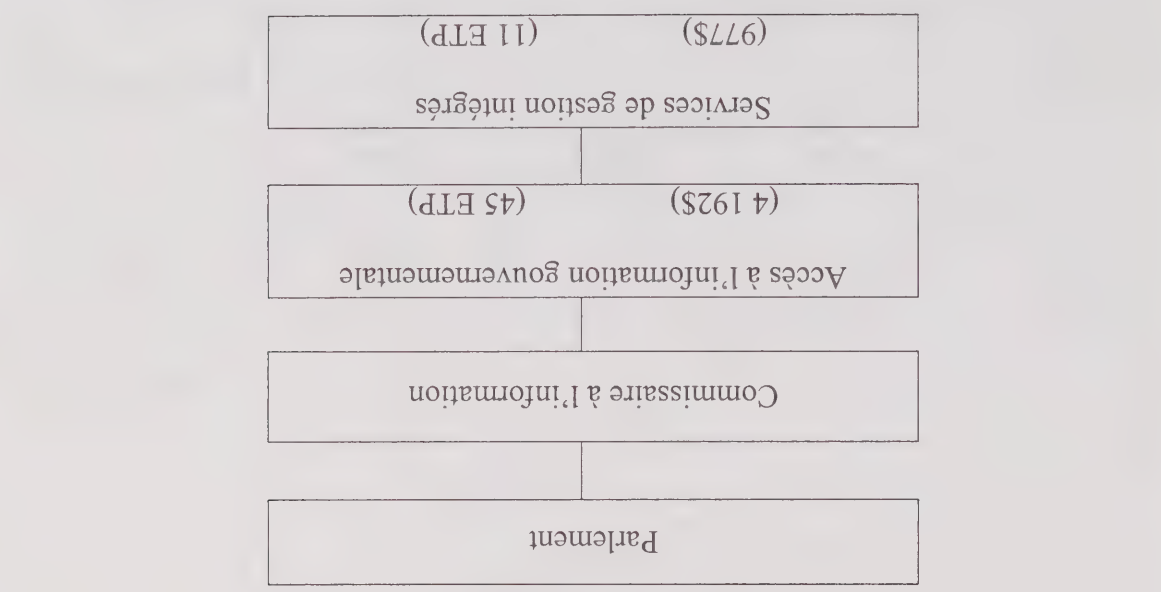 Parlement
Commissaire à l'information
Accès à l'information gouvernementale
(4 192$) (45 ETP)
Services de gestion intégrés
(977$) (11 ETP)